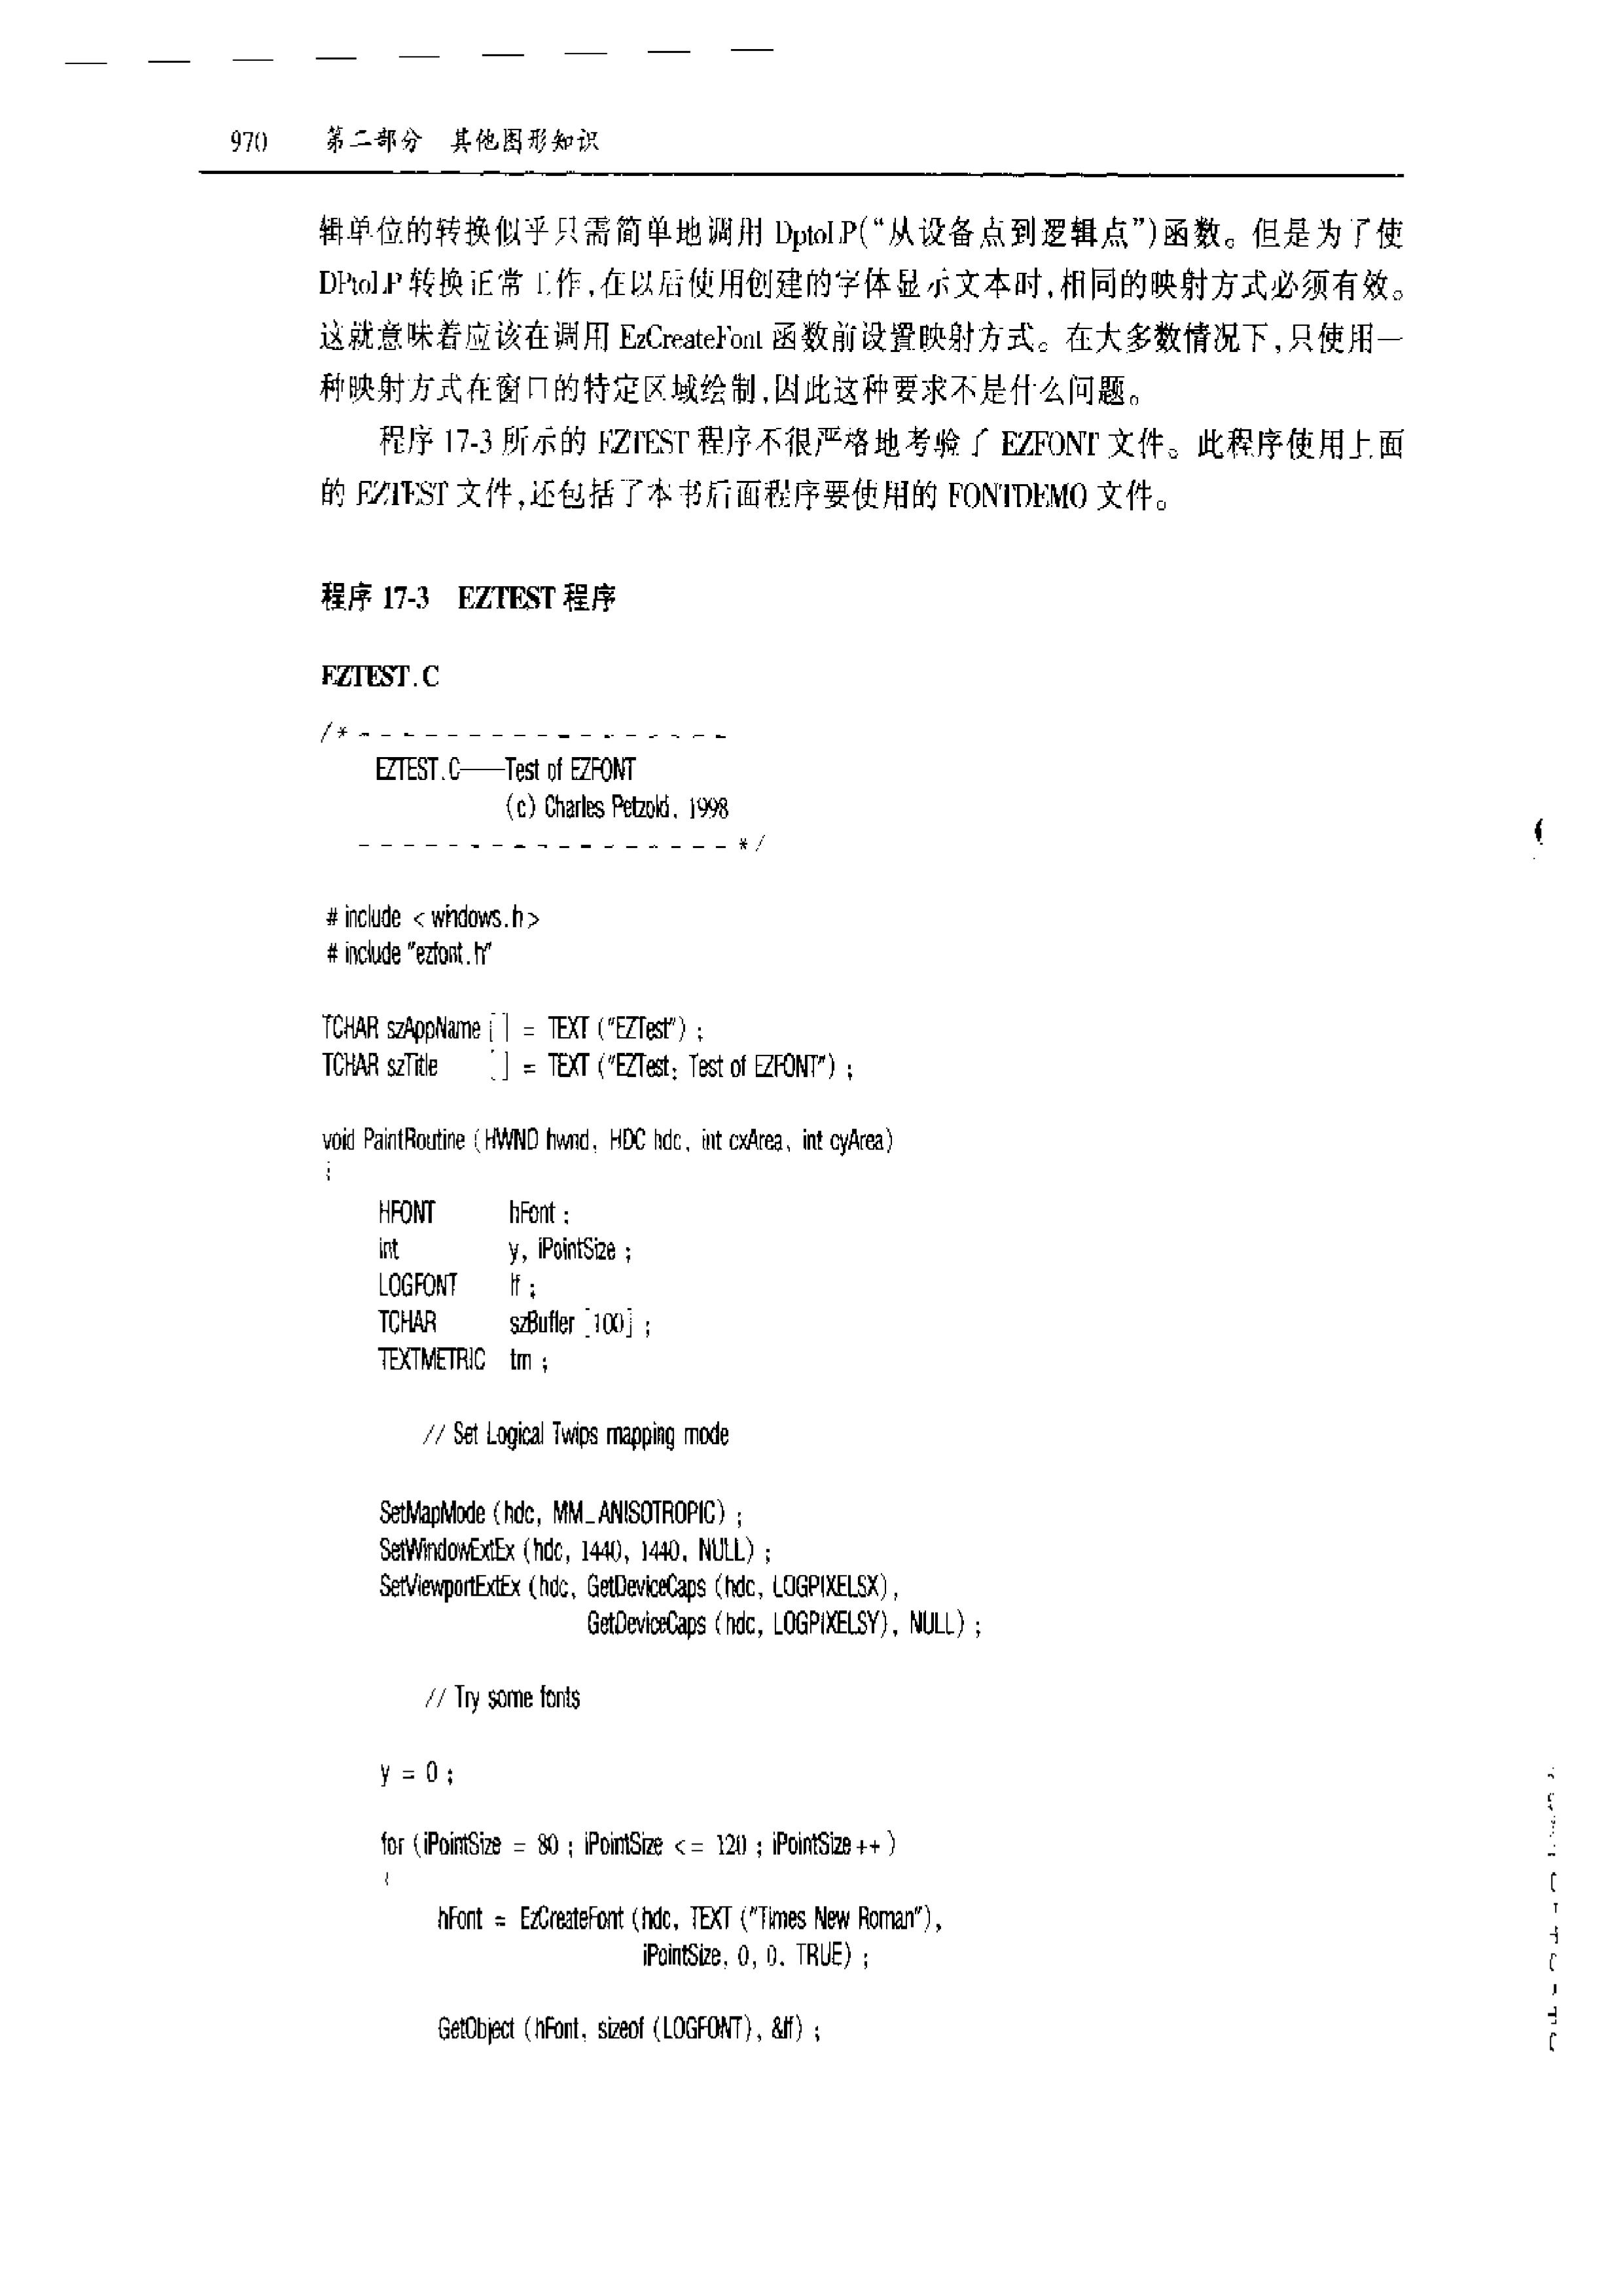 970 第二部分 其他图形知识
辑单位的转换似乎只需简单地调用 DptoLP(“从设备点到逻辑点”)函数。但是为了使
DPtoLP 转换正常工作,在以后使用创建的字体显示文本时,相同的映射方式必须有效。
这就意味着应该在调用 EzCreateFont 函数前设置映射方式。在大多数情况下,只使用一
种映射方式在窗口的特定区域绘制,因此这种要求不是什么问题。
程序 17-3 所示的 EZTEST 程序不很严格地考验了 EZFONT 文件。此程序使用上面
的 EZTEST 文件,还包括了本书后面程序要使用的 FONTDEMO 文件。
程序 17-3 EZTEST 程序
EZTEST.C
/* - - - - - - - - - - - - - - - - -
EZTEST.C——Test of EZFONT
(c) Charles Petzold, 1998
- - - - - - - - - - - - - - - - - */
# include <windows.h>
# include "ezfont.h"
TCHAR szAppName [] = TEXT ("EZTest") ;
TCHAR szTitle [] = TEXT ("EZTest: Test of EZFONT") ;
void PaintRoutine (HWND hwnd, HDC hdc, int cxArea, int cyArea)
{
HFONT hFont ;
int y, iPointSize ;
LOGFONT lf ;
TCHAR szBuffer [100] ;
TEXTMETRIC tm ;
// Set Logical Twips mapping mode
SetMapMode (hdc, MM_ANISOTROPIC) ;
SetWindowExtEx (hdc, 1440, 1440, NULL) ;
SetViewportExtEx (hdc, GetDeviceCaps (hdc, LOGPIXELSX),
GetDeviceCaps (hdc, LOGPIXELSY), NULL) ;
// Try some fonts
y = 0 ;
for (iPointSize = 80 ; iPointSize <= 120 ; iPointSize++ )
{
hFont = EzCreateFont (hdc, TEXT ("Times New Roman"),
iPointSize, 0, 0, TRUE) ;
GetObject (hFont, sizeof (LOGFONT), &lf) ;